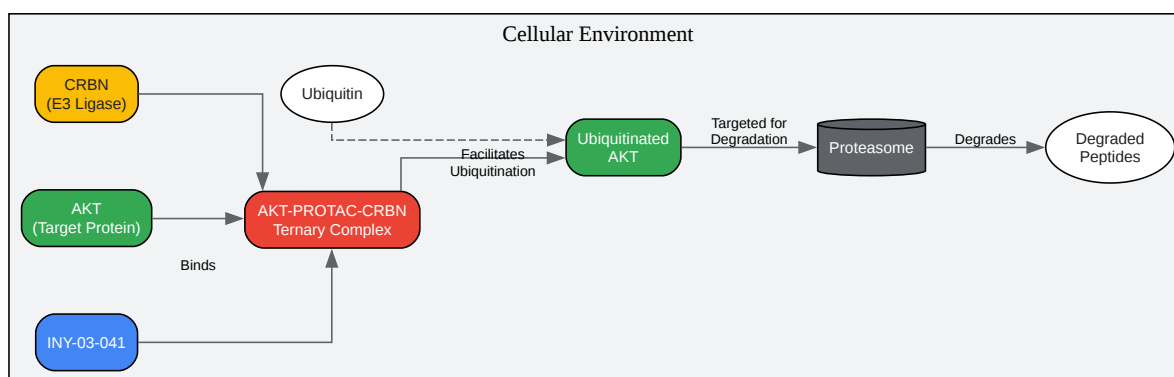 Cellular Environment
CRBN
(E3 Ligase)
Ubiquitin
AKT
(Target Protein)
Binds
INY-03-041
AKT-PROTAC-CRBN
Ternary Complex
Facilitates
Ubiquitination
Ubiquitinated
AKT
Targeted for
Degradation
Proteasome
Degrades
Degraded
Peptides